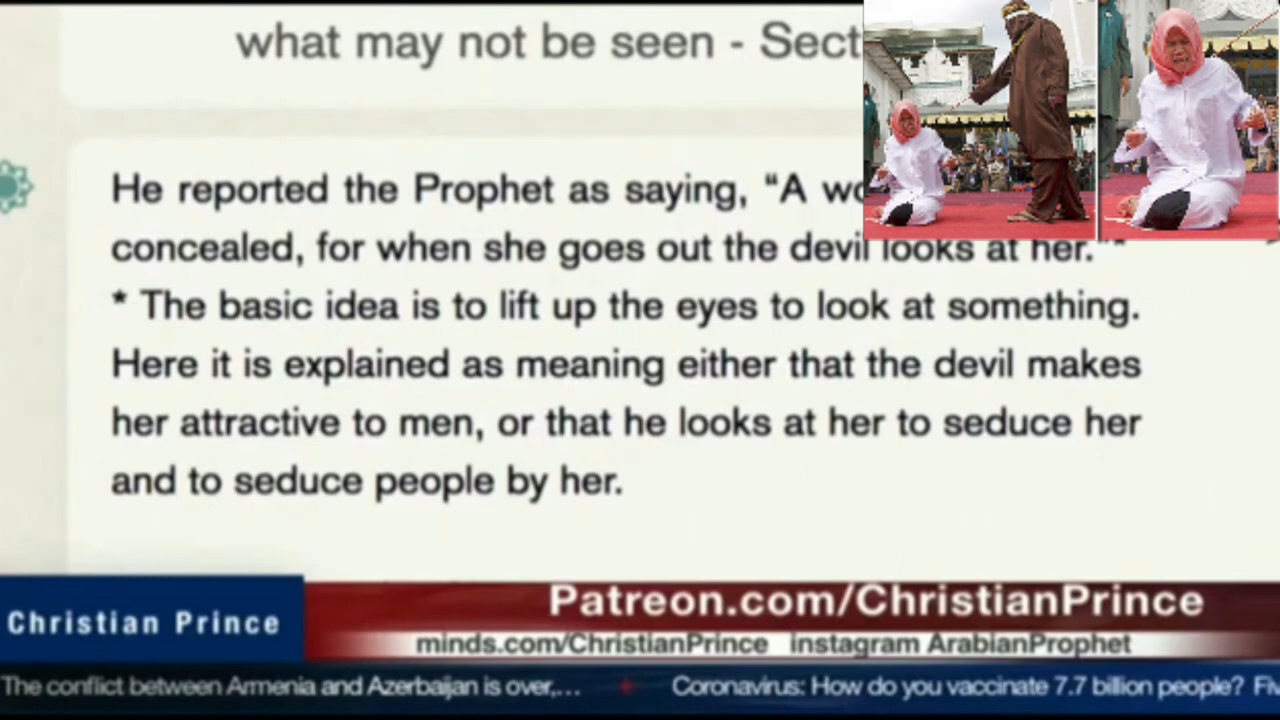 what may not be seen - Sect
He reported the Prophet as saying, “A wo
concealed, for when she goes out the devil looks at her.”*
* The basic idea is to lift up the eyes to look at something.
Here it is explained as meaning either that the devil makes
her attractive to men, or that he looks at her to seduce her
and to seduce people by her.
Patreon.com/ChristianPrince
Christian Prince
minds.com/ChristianPrince instagram ArabianProphet
The conflict between Armenia and Azerbaijan is over,... Coronavirus: How do you vaccinate 7.7 billion people? Fiv